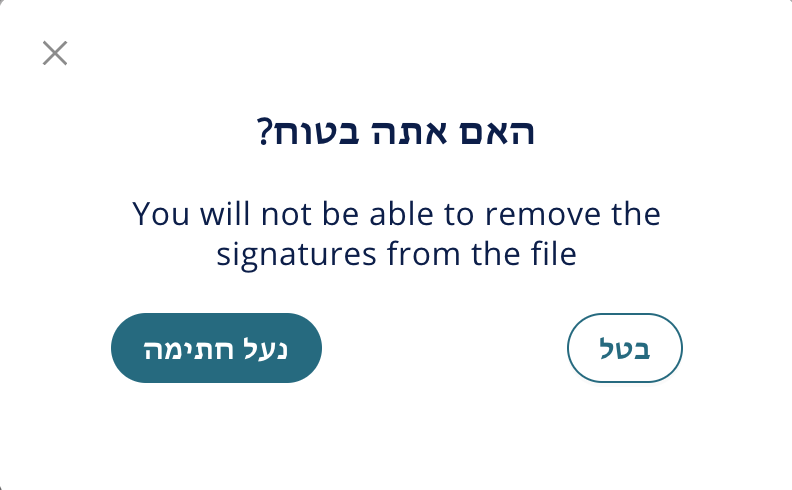 האם אתה בטוח?
You will not be able to remove the
signatures from the file
בטל
נעל חתימה